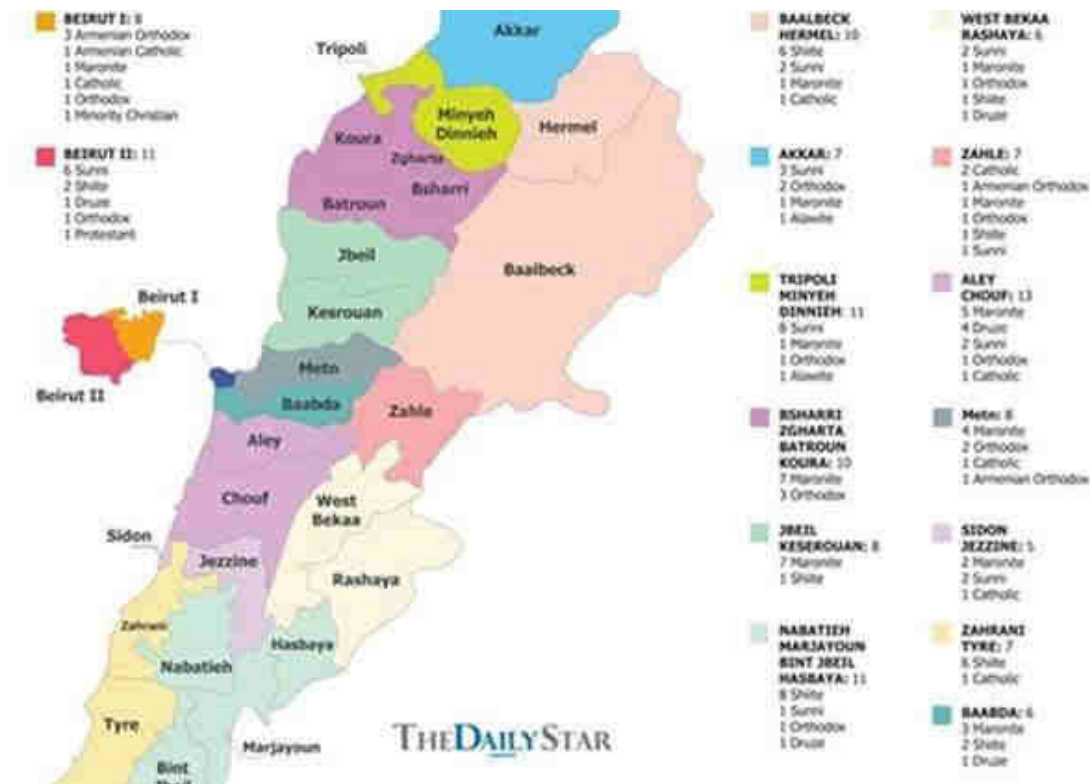 BEIRUT I: 8
3 Armenian Orthodox
1 Armenian Catholic
1 Maronite
1 Catholic
1 Orthodox
1 Minority Christian
BEIRUT II: 11
6 Sunni
2 Shiite
1 Druze
1 Orthodox
1 Protestant
Beirut I
Beirut II
Tripoli
Akkar
Minyeh
Dinnieh
Hermel
Koura
Zgharta
Bsharri
Batroun
Jbeil
Baalbeck
Kesrouan
Metn
Baabda
Zahle
Aley
Chouf
West
Bekaa
Sidon
Jezzine
Rashaya
Zahrani
Hasbaya
Nabatieh
Tyre
Marjayoun
Bint
THE DAILY STAR
BAALBECK
HERMEL: 10
6 Shiite
2 Sunni
1 Maronite
1 Catholic
AKKAR: 7
3 Sunni
2 Orthodox
1 Maronite
1 Alawite
TRIPOLI
MINYEH
DINNIEH: 11
8 Sunni
1 Maronite
1 Orthodox
1 Alawite
BSHARRI
ZGHARTA
BATROUN
KOURA: 10
7 Maronite
3 Orthodox
JBEIL
KESEROUAN: 8
7 Maronite
1 Shiite
NABATIEH
MARJAYOUN
BINT JBEIL
HASBAYA: 11
8 Shiite
1 Sunni
1 Orthodox
1 Druze
WEST BEKAA
RASHAYA: 6
2 Sunni
1 Maronite
1 Orthodox
1 Shiite
1 Druze
ZAHLE: 7
2 Catholic
1 Armenian Orthodox
1 Maronite
1 Orthodox
1 Shiite
1 Sunni
ALEY
CHOUF: 13
5 Maronite
4 Druze
2 Sunni
1 Orthodox
1 Catholic
Metn: 8
4 Maronite
2 Orthodox
1 Catholic
1 Armenian Orthodox
SIDON
JEZZINE: 5
2 Maronite
2 Sunni
1 Catholic
ZAHRANI
TYRE: 7
6 Shiite
1 Catholic
BAABDA: 6
3 Maronite
2 Shiite
1 Druze